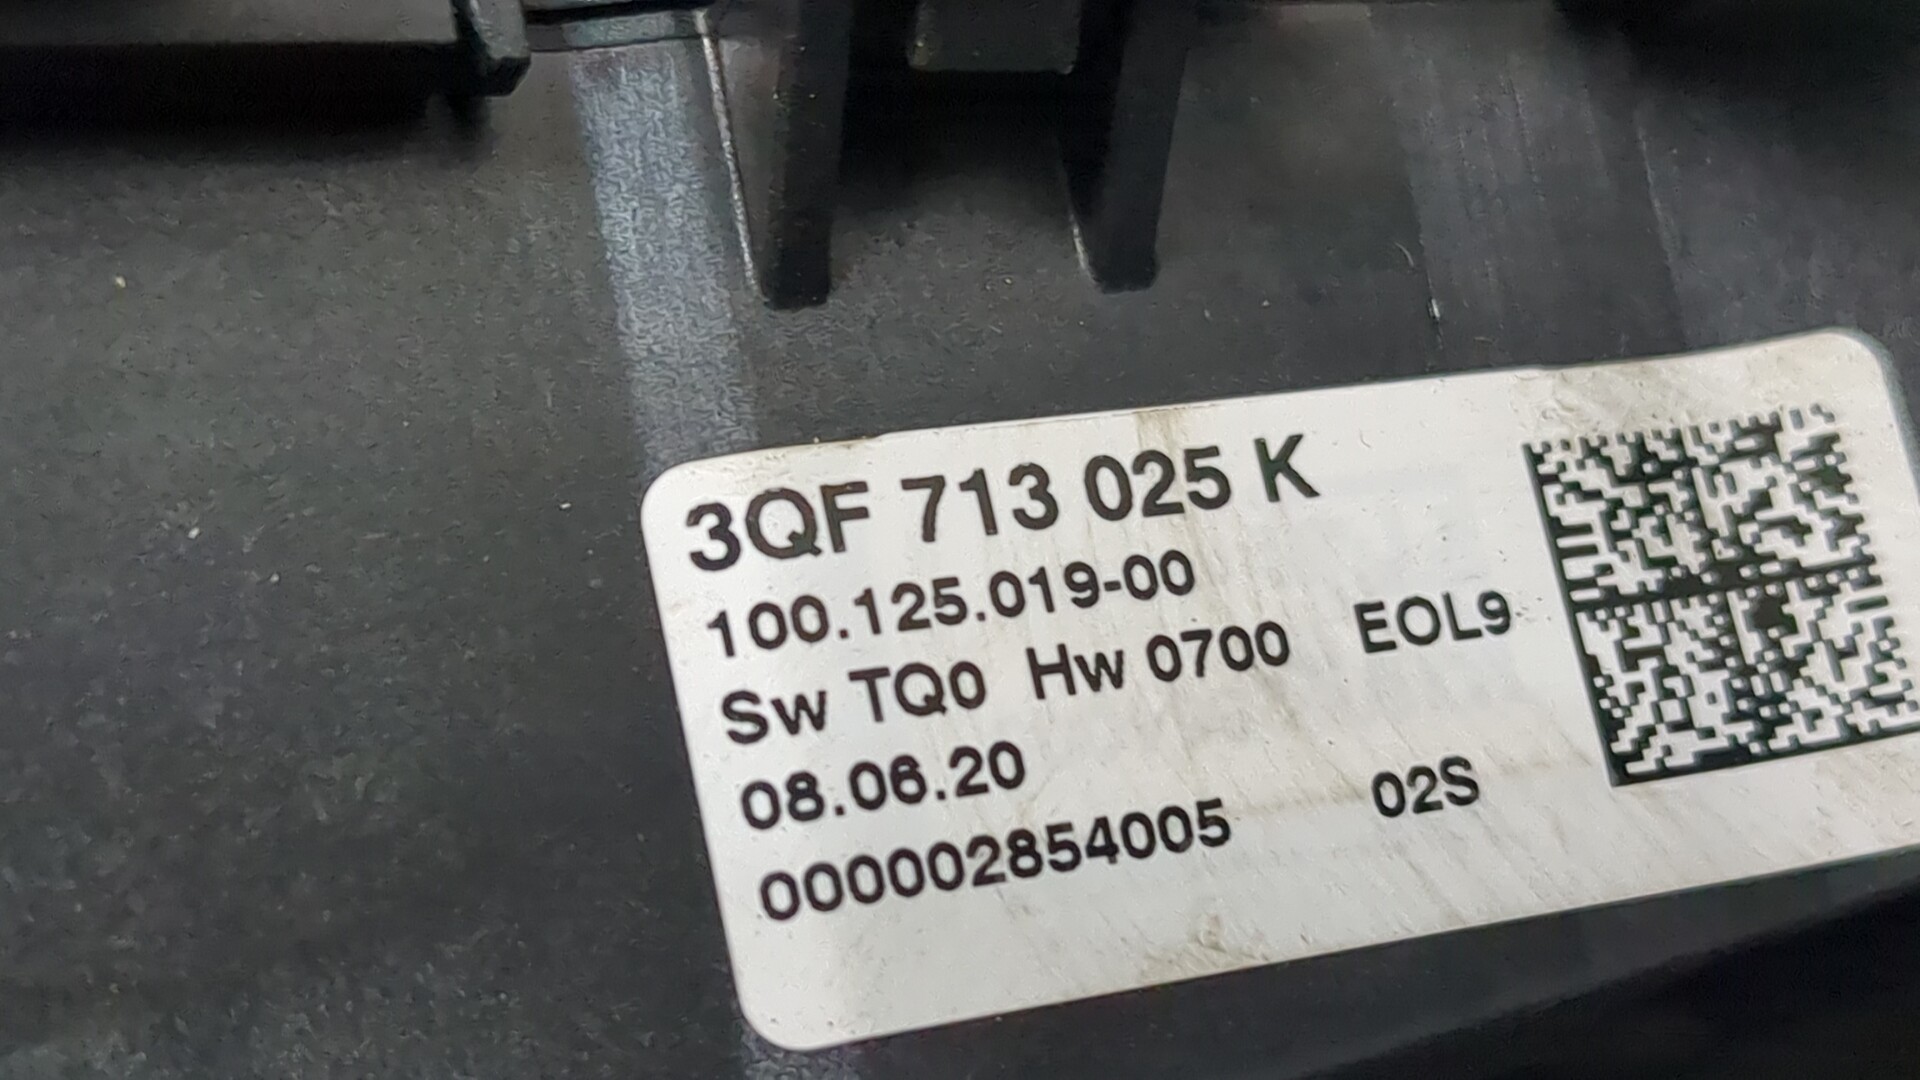 3QF 713 025 K
100.125.019-00
Sw TQ0 Hw 0700 EOL9
08.06.20
000002854005 02S